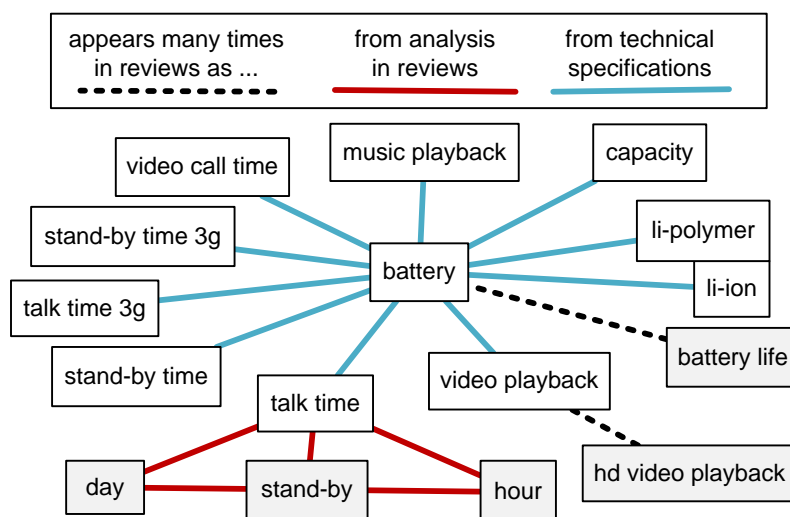 appears many times
in reviews as ...
from analysis
in reviews
from technical
specifications
video call time
music playback
capacity
stand-by time 3g
li-polymer
battery
li-ion
talk time 3g
battery life
stand-by time
video playback
talk time
day
stand-by
hour
hd video playback